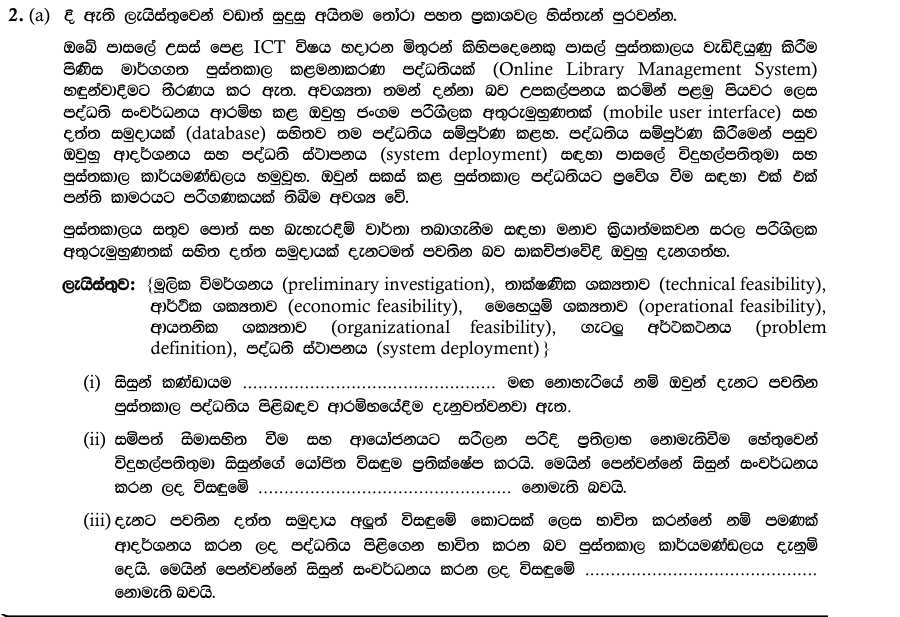 2. (a) දී ඇති ලැයිස්තුවෙන් වඩාත් සුදුසු අයිතම තෝරා පහත ප්‍රකාශවල හිස්තැන් පුරවන්න.
ඔබේ පාසලේ උසස් පෙළ ICT විෂය හදාරන මිතුරන් කිහිපදෙනෙකු පාසල් පුස්තකාලය වැඩිදියුණු කිරීම
පිණිස මාර්ගගත පුස්තකාල කළමනාකරණ පද්ධතියක් (Online Library Management System)
හඳුන්වාදීමට තීරණය කර ඇත. අවශ්‍යතා තමන් දන්නා බව උපකල්පනය කරමින් පළමු පියවර ලෙස
පද්ධති සංවර්ධනය ආරම්භ කළ ඔවුහු ජංගම පරිශීලක අතුරුමුහුණතක් (mobile user interface) සහ
දත්ත සමුදායක් (database) සහිතව තම පද්ධතිය සම්පූර්ණ කළහ. පද්ධතිය සම්පූර්ණ කිරීමෙන් පසුව
ඔවුහු ආදර්ශනය සහ පද්ධති ස්ථාපනය (system deployment) සඳහා පාසලේ විදුහල්පතිතුමා සහ
පුස්තකාල කාර්යමණ්ඩලය හමුවූහ. ඔවුන් සකස් කළ පුස්තකාල පද්ධතියට ප්‍රවේශ වීම සඳහා එක් එක්
පන්ති කාමරයට පරිගණකයක් තිබීම අවශ්‍ය වේ.
පුස්තකාලය සතුව පොත් සහ බැහැරදීම් වාර්තා තබාගැනීම සඳහා මනාව ක්‍රියාත්මකවන සරල පරිශීලක
අතුරුමුහුණතක් සහිත දත්ත සමුදායක් දැනටමත් පවතින බව සාකච්ඡාවේදී ඔවුහු දැනගත්හ.
ලැයිස්තුව: {මූලික විමර්ශනය (preliminary investigation), තාක්ෂණික ශක්‍යතාව (technical feasibility),
ආර්ථික ශක්‍යතාව (economic feasibility), මෙහෙයුම් ශක්‍යතාව (operational feasibility),
ආයතනික ශක්‍යතාව (organizational feasibility), ගැටලු අර්ථකථනය (problem
definition), පද්ධති ස්ථාපනය (system deployment)}
(i) සිසුන් කණ්ඩායම ................................................. මඟ නොහැරියේ නම් ඔවුන් දැනට පවතින
පුස්තකාල පද්ධතිය පිළිබඳව ආරම්භයේදීම දැනුවත්වනවා ඇත.
(ii) සම්පත් සීමාසහිත වීම සහ ආයෝජනයට සරිලන පරිදි ප්‍රතිලාභ නොමැතිවීම හේතුවෙන්
විදුහල්පතිතුමා සිසුන්ගේ යෝජිත විසඳුම ප්‍රතික්ෂේප කරයි. මෙයින් පෙන්වන්නේ සිසුන් සංවර්ධනය
කරන ලද විසඳුමේ ................................................. නොමැති බවයි.
(iii) දැනට පවතින දත්ත සමුදාය අලුත් විසඳුමේ කොටසක් ලෙස භාවිත කරන්නේ නම් පමණක්
ආදර්ශනය කරන ලද පද්ධතිය පිළිගෙන භාවිත කරන බව පුස්තකාල කාර්යමණ්ඩලය දැනුම්
දෙයි. මෙයින් පෙන්වන්නේ සිසුන් සංවර්ධනය කරන ලද විසඳුමේ .............................................
නොමැති බවයි.